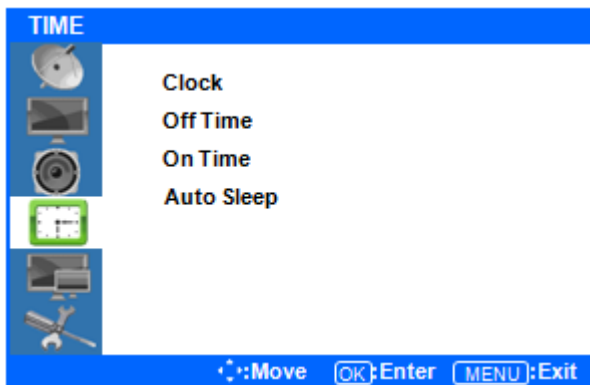 TIME
Clock
Off Time
On Time
Auto Sleep
:Move OK:Enter MENU:Exit